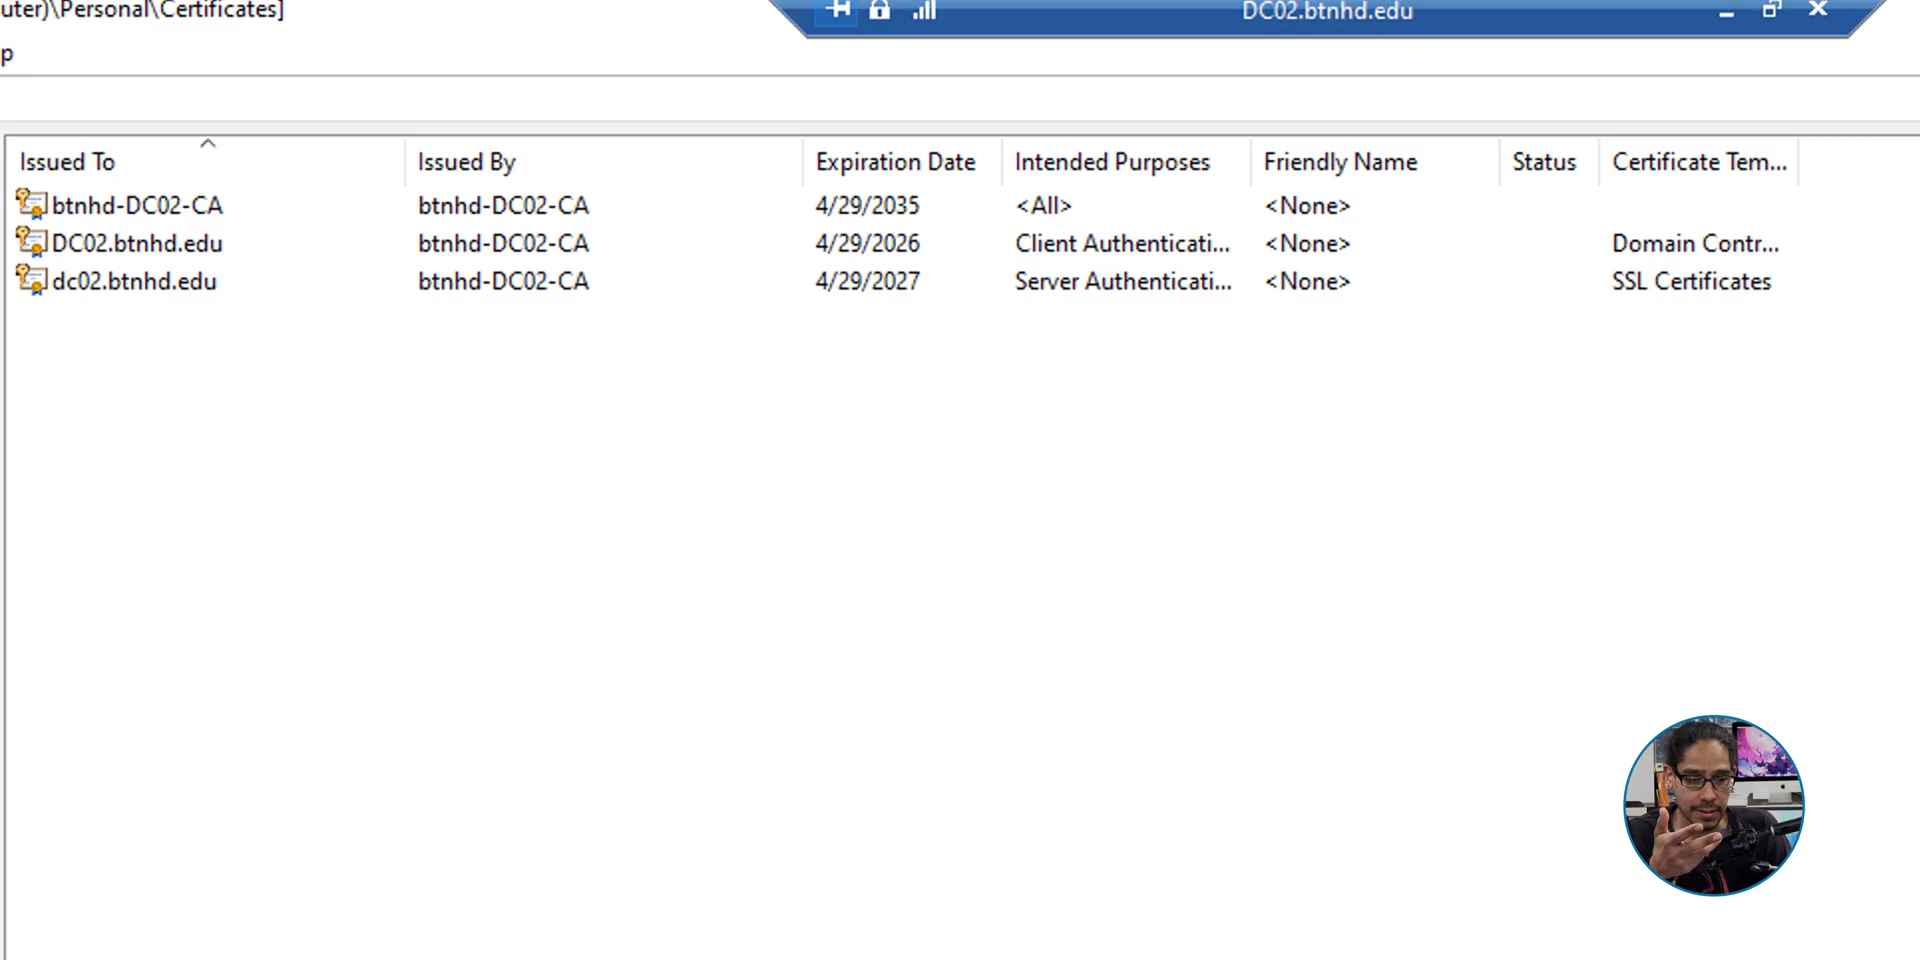 uter)\Personal\Certificates]
DC02.btnhd.edu
p
Issued To Issued By Expiration Date Intended Purposes Friendly Name Status Certificate Tem...
btnhd-DC02-CA btnhd-DC02-CA 4/29/2035 <All> <None>
DC02.btnhd.edu btnhd-DC02-CA 4/29/2026 Client Authenticati... <None> Domain Contr...
dc02.btnhd.edu btnhd-DC02-CA 4/29/2027 Server Authenticati... <None> SSL Certificates